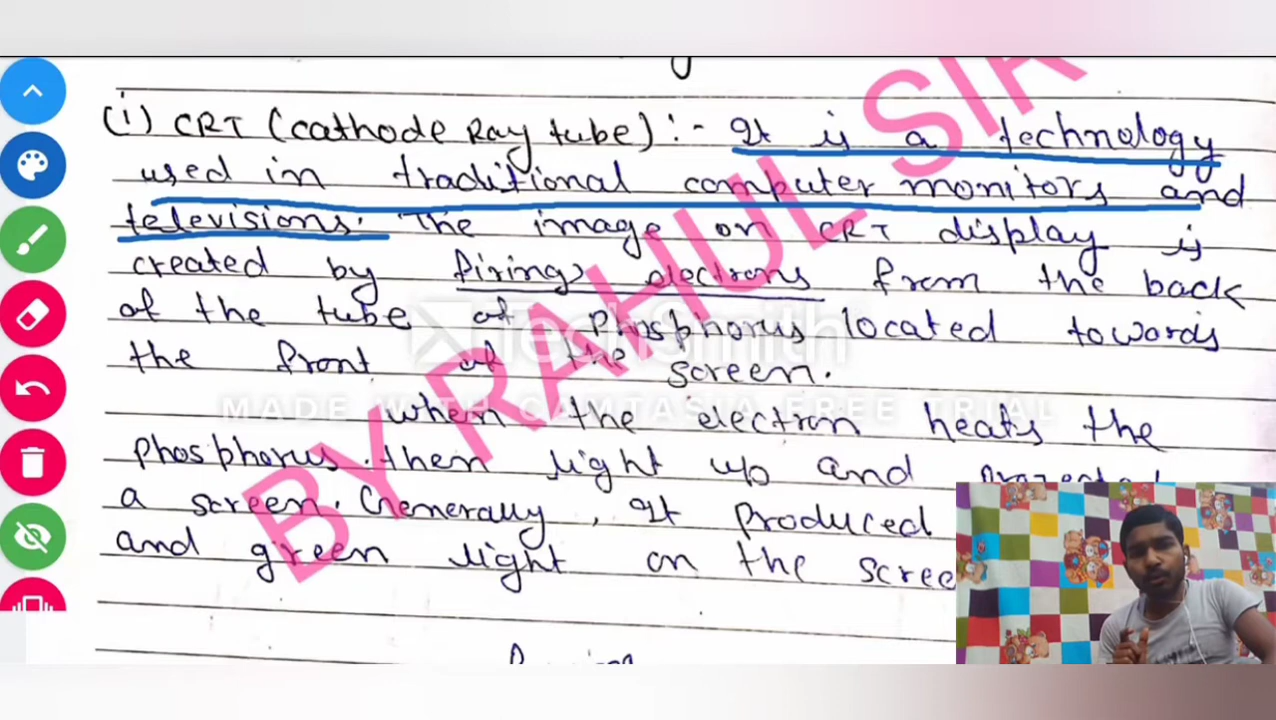 (i) CRT (cathode Ray tube) :- It is a technology
used in traditional computer monitors and
televisions. The image on CRT display is
created by firing electrons from the back
of the tube of phosphorus located towords
the front of the screen.
when the electron heats the
phosphorus then light up and
a screen. Generally, It produced
and green light on the scree
BY RAHUL SIR
TechSmith
MADE WITH CAMTASIA FREE TRIAL